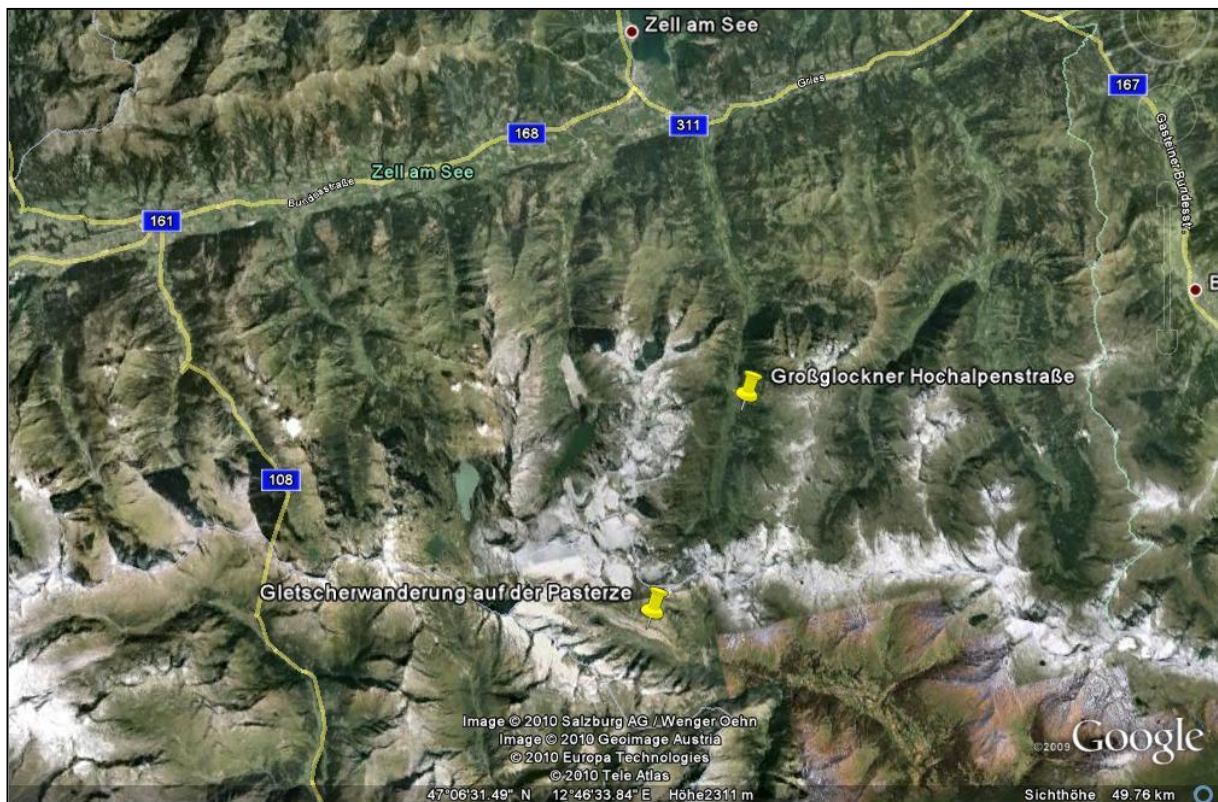 Zell am See
167
Gries
311
168
Gasteiner Bundesstr.
Zell am See
Bundesstraße
161
B
Großglockner Hochalpenstraße
108
Gletscherwanderung auf der Pasterze
Image © 2010 Salzburg AG / Wenger Oehn
Image © 2010 Geoimage Austria
© 2010 Europa Technologies
© 2010 Tele Atlas
©2009 Google
47°06'31.49" N 12°46'33.84" E Höhe2311 m Sichthöhe 49.76 km